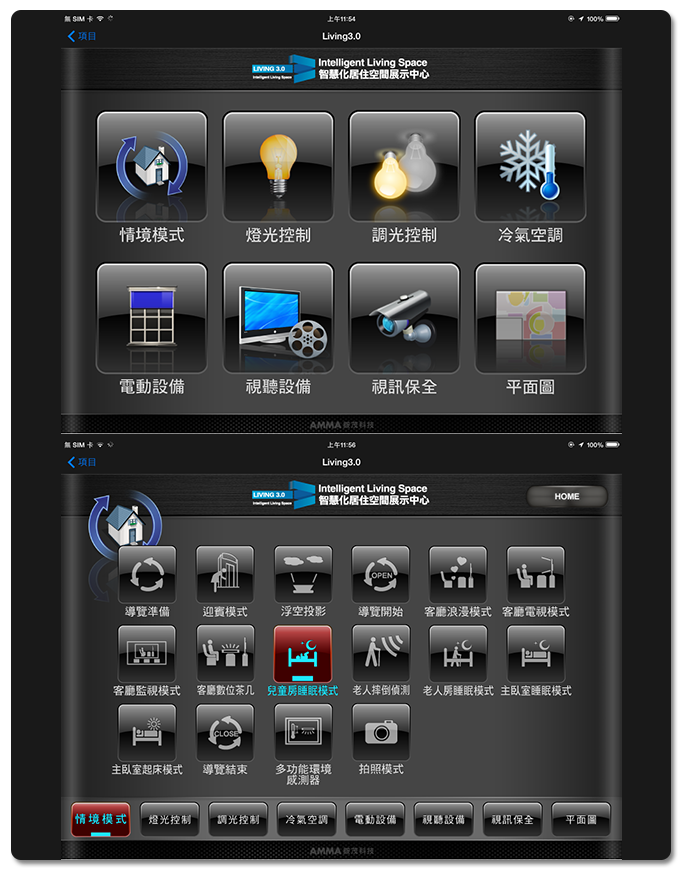 無 SIM 卡
上午11:54
100%
項目
Living3.0
LIVING 3.0
Intelligent Living Space
Intelligent Living Space
智慧化居住空間展示中心
情境模式
燈光控制
調光控制
冷氣空調
電動設備
視聽設備
視訊保全
平面圖
無 SIM 卡
上午11:56
100%
項目
Living3.0
LIVING 3.0
Intelligent Living Space
Intelligent Living Space
智慧化居住空間展示中心
HOME
OPEN
導覽準備
迎賓模式
浮空投影
導覽開始
客廳浪漫模式
客廳電視模式
客廳監視模式
客廳數位茶几
兒童房睡眠模式
老人摔倒偵測
老人房睡眠模式
主臥室睡眠模式
CLOSE
主臥室起床模式
導覽結束
多功能環境
感測器
拍照模式
情境模式
燈光控制
調光控制
冷氣空調
電動設備
視聽設備
視訊保全
平面圖